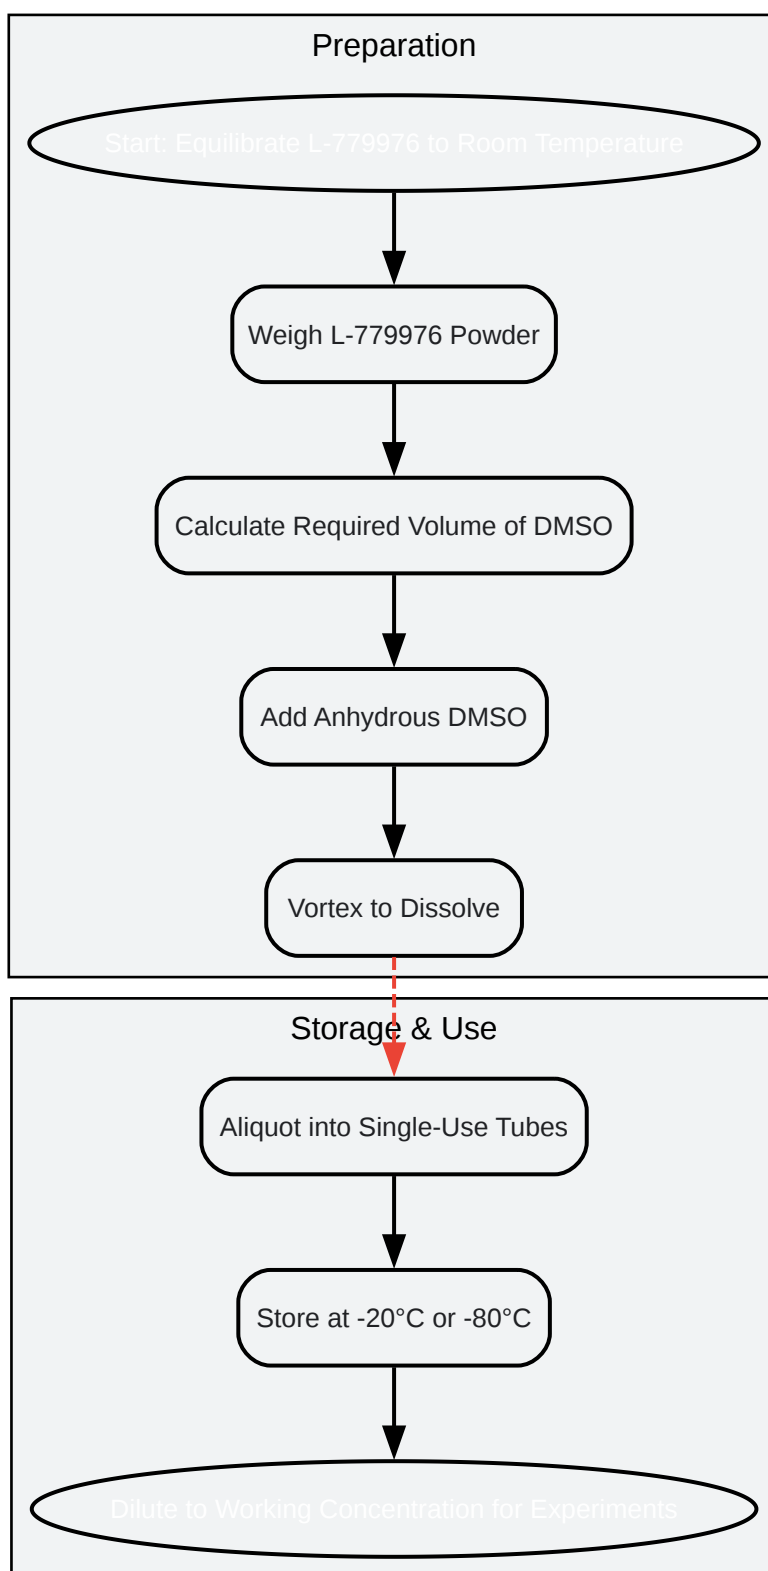 Preparation
Start: Equilibrate L-779976 to Room Temperature
Weigh L-779976 Powder
Calculate Required Volume of DMSO
Add Anhydrous DMSO
Vortex to Dissolve
Storage & Use
Aliquot into Single-Use Tubes
Store at -20°C or -80°C
Dilute to Working Concentration for Experiments